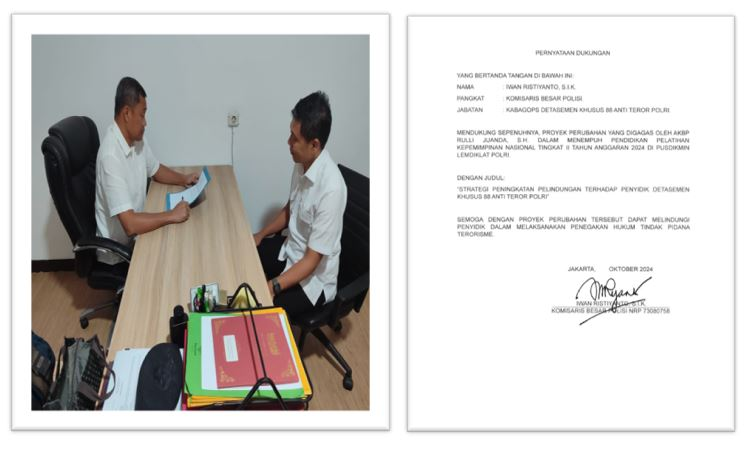 PERNYATAAN DUKUNGAN
YANG BERTANDA TANGAN DI BAWAH INI:
NAMA : IWAN RISTIYANTO, S.I.K.
PANGKAT : KOMISARIS BESAR POLISI
JABATAN : KABAGOPS DETASEMEN KHUSUS 88 ANTI TEROR POLRI
MENDUKUNG SEPENUHNYA, PROYEK PERUBAHAN YANG DIGAGAS OLEH AKBP
RULLI JUANDA, S.H. DALAM MENEMPUH PENDIDIKAN PELATIHAN
KEPEMIMPINAN NASIONAL TINGKAT II TAHUN ANGGARAN 2024 DI PUSDIKMIN
LEMDIKLAT POLRI.
DENGAN JUDUL:
"STRATEGI PENINGKATAN PELINDUNGAN TERHADAP PENYIDIK DETASEMEN
KHUSUS 88 ANTI TEROR POLRI"
SEMOGA DENGAN PROYEK PERUBAHAN TERSEBUT DAPAT MELINDUNGI
PENYIDIK DALAM MELAKSANAKAN PENEGAKAN HUKUM TINDAK PIDANA
TERORISME.
JAKARTA, OKTOBER 2024
IWAN RISTIYANTO, S.I.K.
KOMISARIS BESAR POLISI NRP 73080758